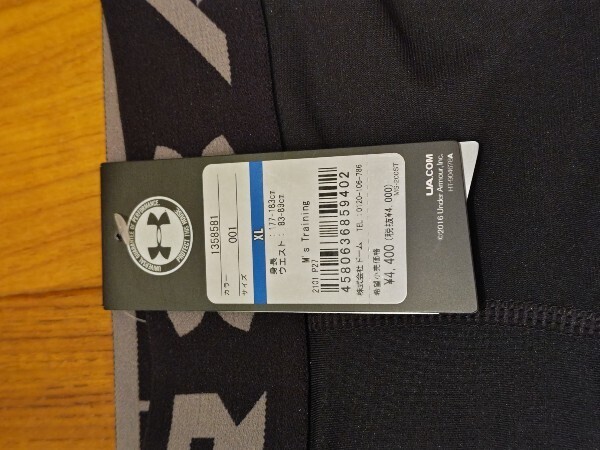 1358581
カラー 001
サイズ XL
身長 : 177-183CT
ウエスト : 83-89CT
M's Training
2101 P27
4580636859402
株式会社 ドーム TEL : 0120-106-786
希望小売価格
¥4,400 (税抜¥4,000)
UA.COM
©2016 Under Armour, Inc.